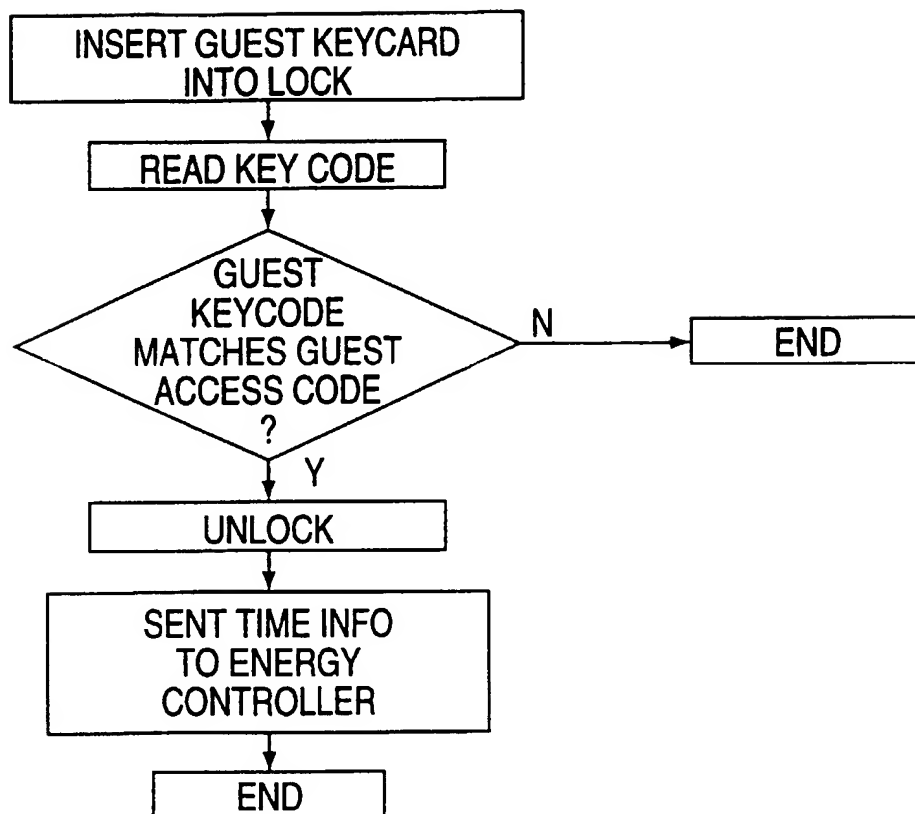 INSERT GUEST KEYCARD
INTO LOCK
READ KEY CODE
GUEST
KEYCODE
MATCHES GUEST
ACCESS CODE
?
N
END
Y
UNLOCK
SENT TIME INFO
TO ENERGY
CONTROLLER
END